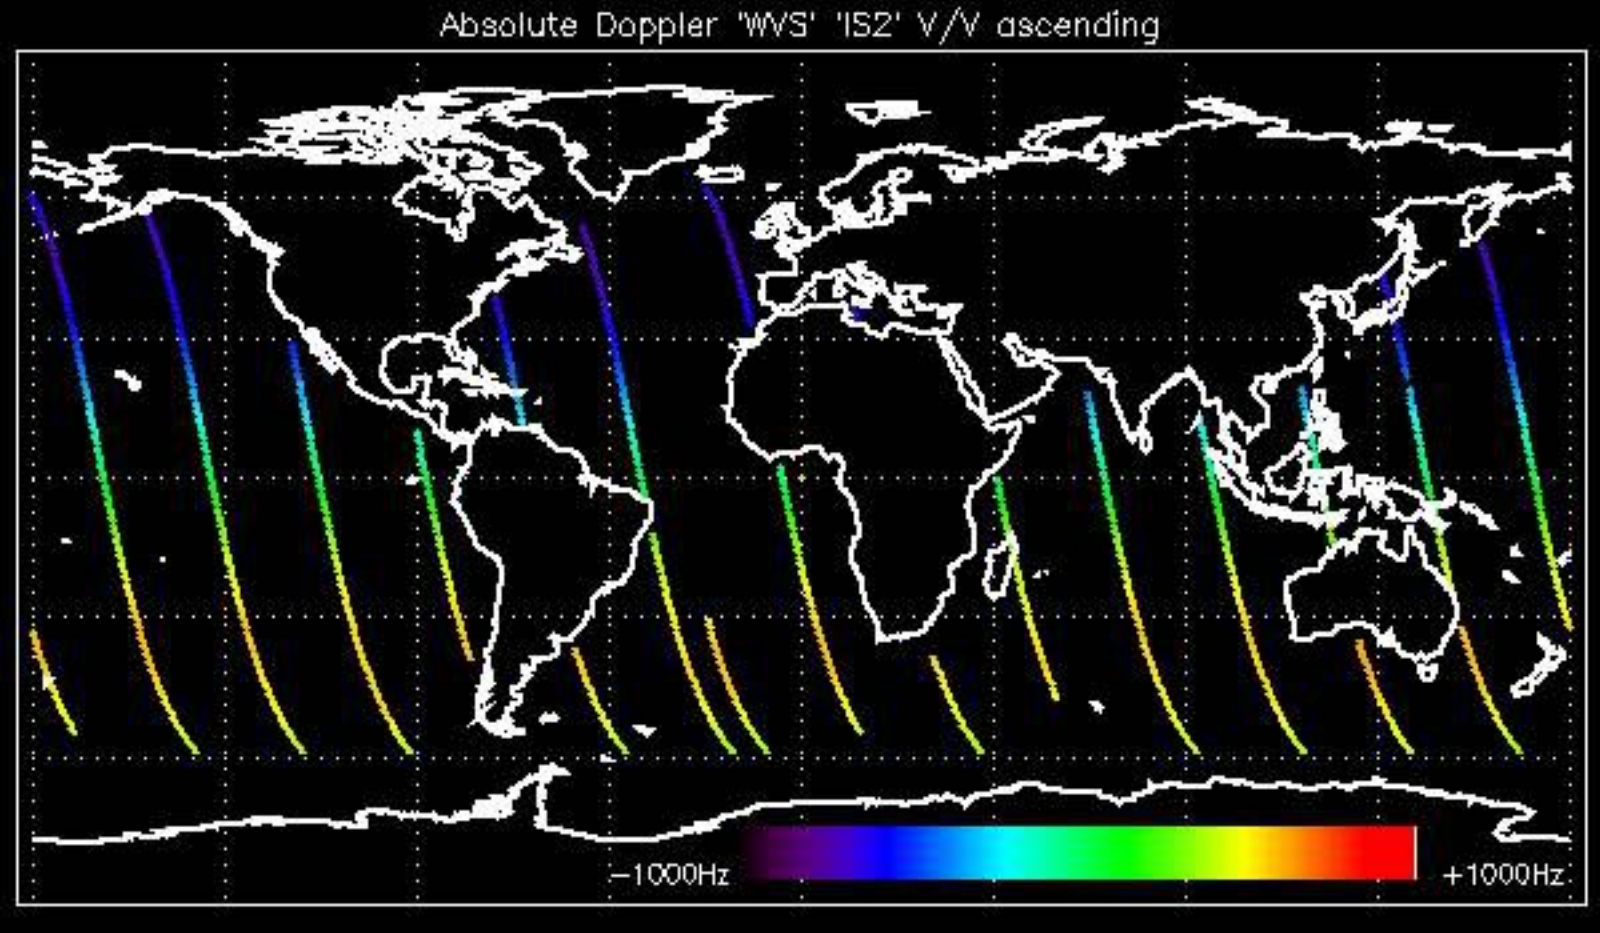 Absolute Doppler 'WVS' 'IS2' V/V ascending
-1000Hz +1000Hz